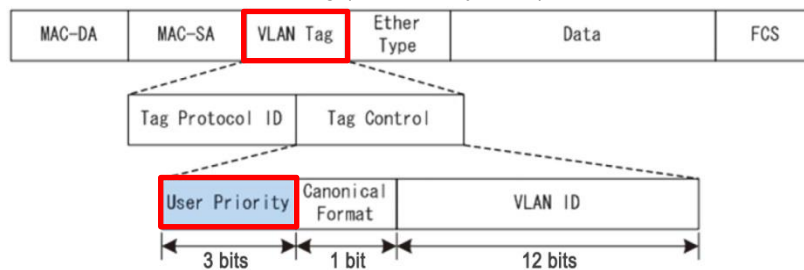 MAC-DA MAC-SA VLAN Tag Ether Type Data FCS
Tag Protocol ID Tag Control
User Priority Canonical Format VLAN ID
3 bits 1 bit 12 bits